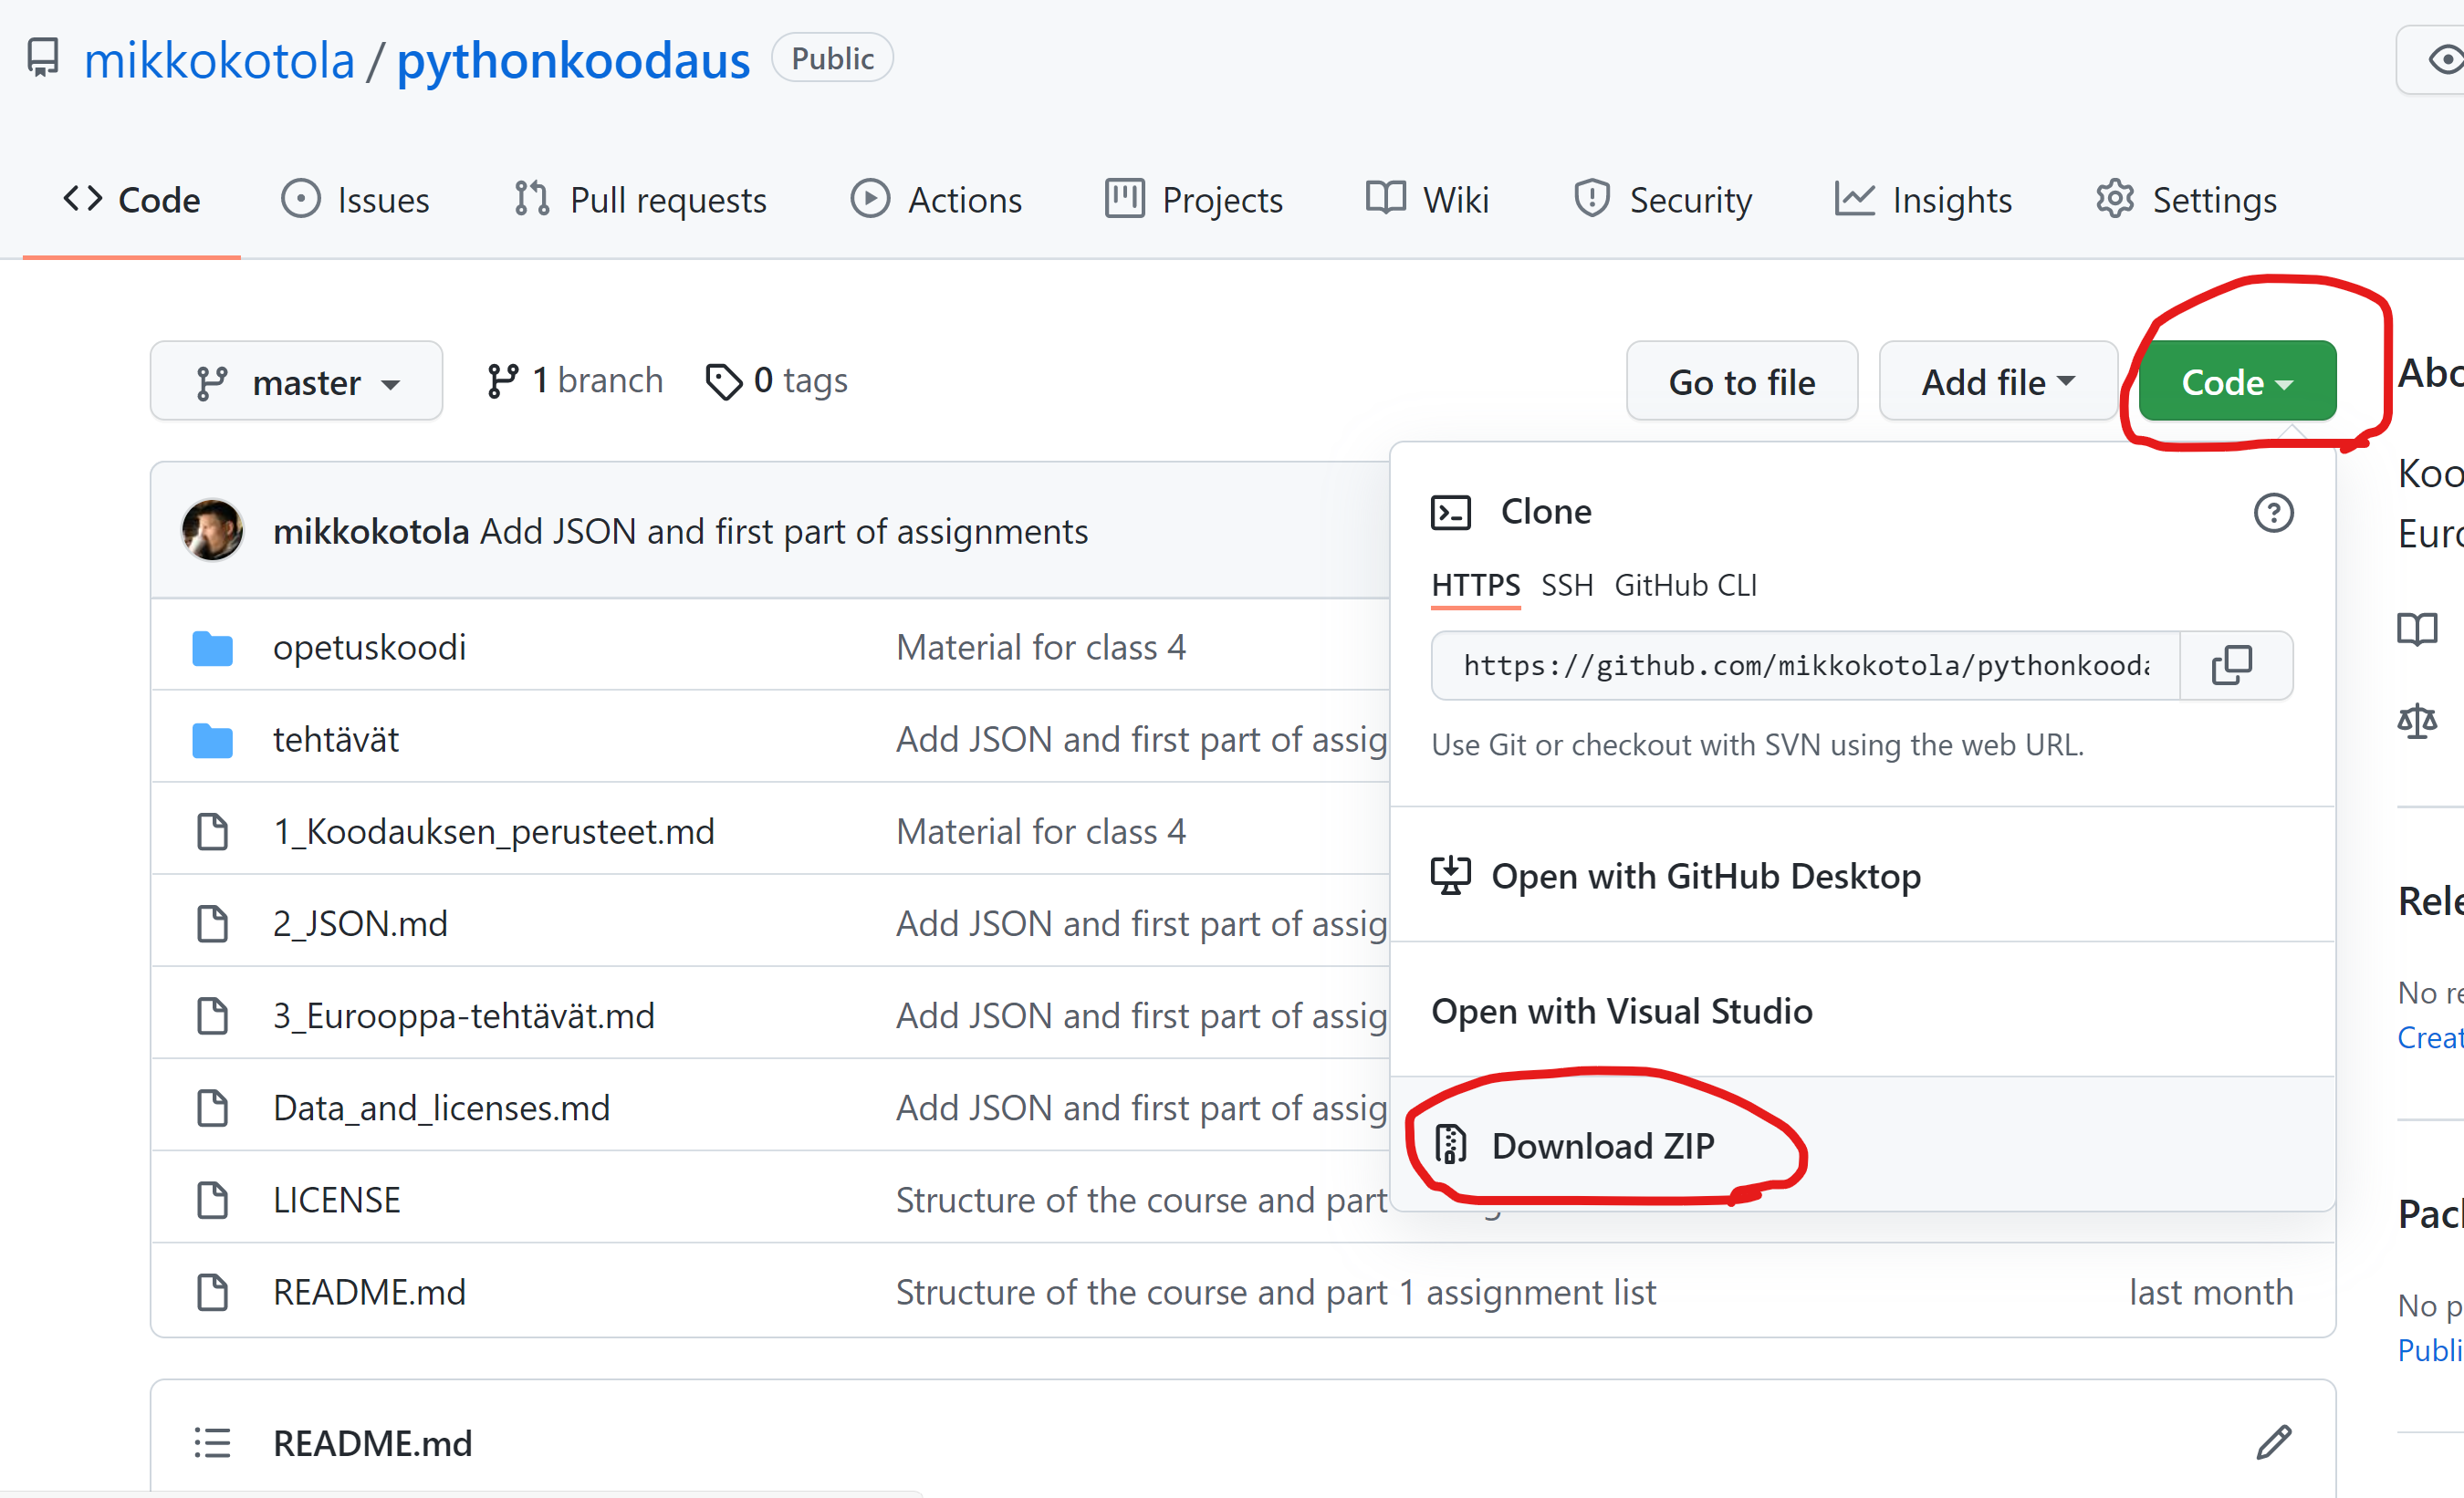 mikkokotola / pythonkoodaus Public
Code Issues Pull requests Actions Projects Wiki Security Insights Settings
master 1 branch 0 tags Go to file Add file Code
mikkokotola Add JSON and first part of assignments
opetuskoodi Material for class 4
tehtävät Add JSON and first part of assig
1_Koodauksen_perusteet.md Material for class 4
2_JSON.md Add JSON and first part of assig
3_Eurooppa-tehtävät.md Add JSON and first part of assig
Data_and_licenses.md Add JSON and first part of assig
LICENSE Structure of the course and part
README.md Structure of the course and part 1 assignment list last month
README.md
Clone
HTTPS SSH GitHub CLI
https://github.com/mikkokotola/pythonkooda
Use Git or checkout with SVN using the web URL.
Open with GitHub Desktop
Open with Visual Studio
Download ZIP
Abo
Koo
Euro
Rele
No re
Creat
Pac
No p
Publi